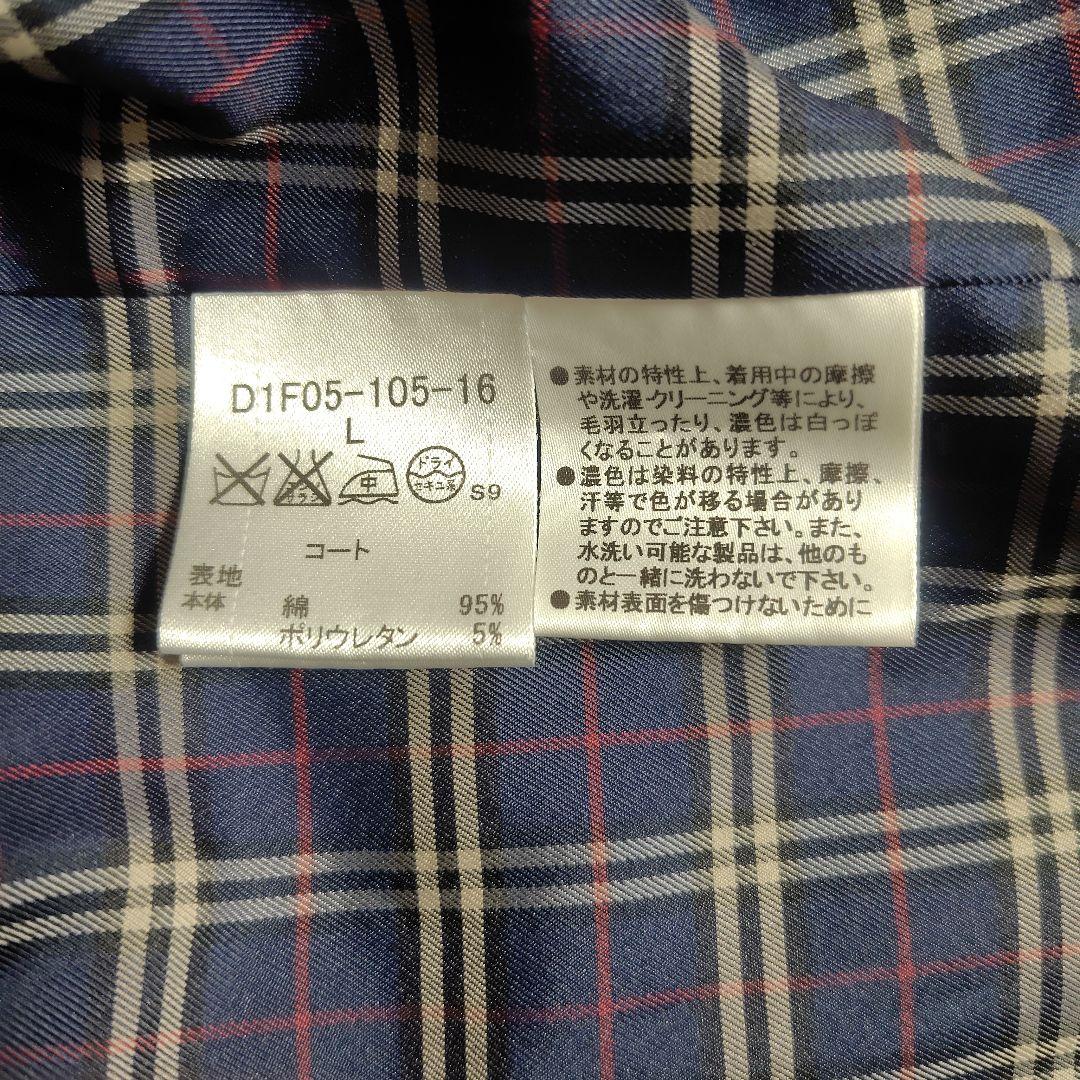 D1F05-105-16
L
エンソサラシ
中
ドライ
セキユ系
S9
コート
表地
本体 綿 95%
ポリウレタン 5%
●素材の特性上、着用中の摩擦
や洗濯・クリーニング等により、
毛羽立ったり、濃色は白っぽ
くなることがあります。
●濃色は染料の特性上、摩擦、
汗等で色が移る場合があり
ますのでご注意下さい。また、
水洗い可能な製品は、他のも
のと一緒に洗わないで下さい。
●素材表面を傷つけないために